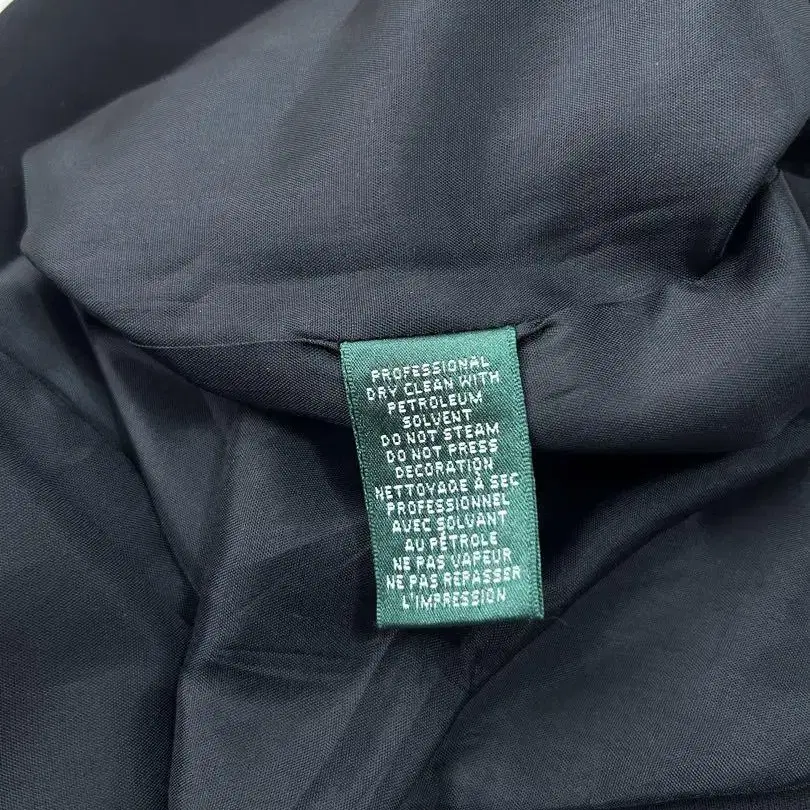 PROFESSIONAL
DRY CLEAN WITH
PETROLEUM
SOLVENT
DO NOT STEAM
DO NOT PRESS
DECORATION
NETTOYAGE À SEC
PROFESSIONNEL
AVEC SOLVANT
AU PÉTROLE
NE PAS VAPEUR
NE PAS REPASSER
L'IMPRESSION